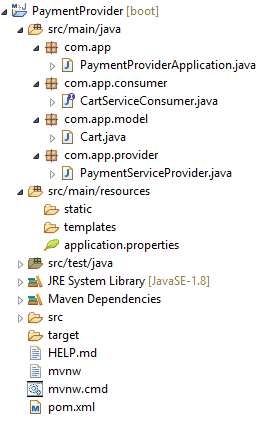 PaymentProvider [boot]
src/main/java
com.app
PaymentProviderApplication.java
com.app.consumer
CartServiceConsumer.java
com.app.model
Cart.java
com.app.provider
PaymentServiceProvider.java
src/main/resources
static
templates
application.properties
src/test/java
JRE System Library [JavaSE-1.8]
Maven Dependencies
src
target
HELP.md
mvnw
mvnw.cmd
pom.xml